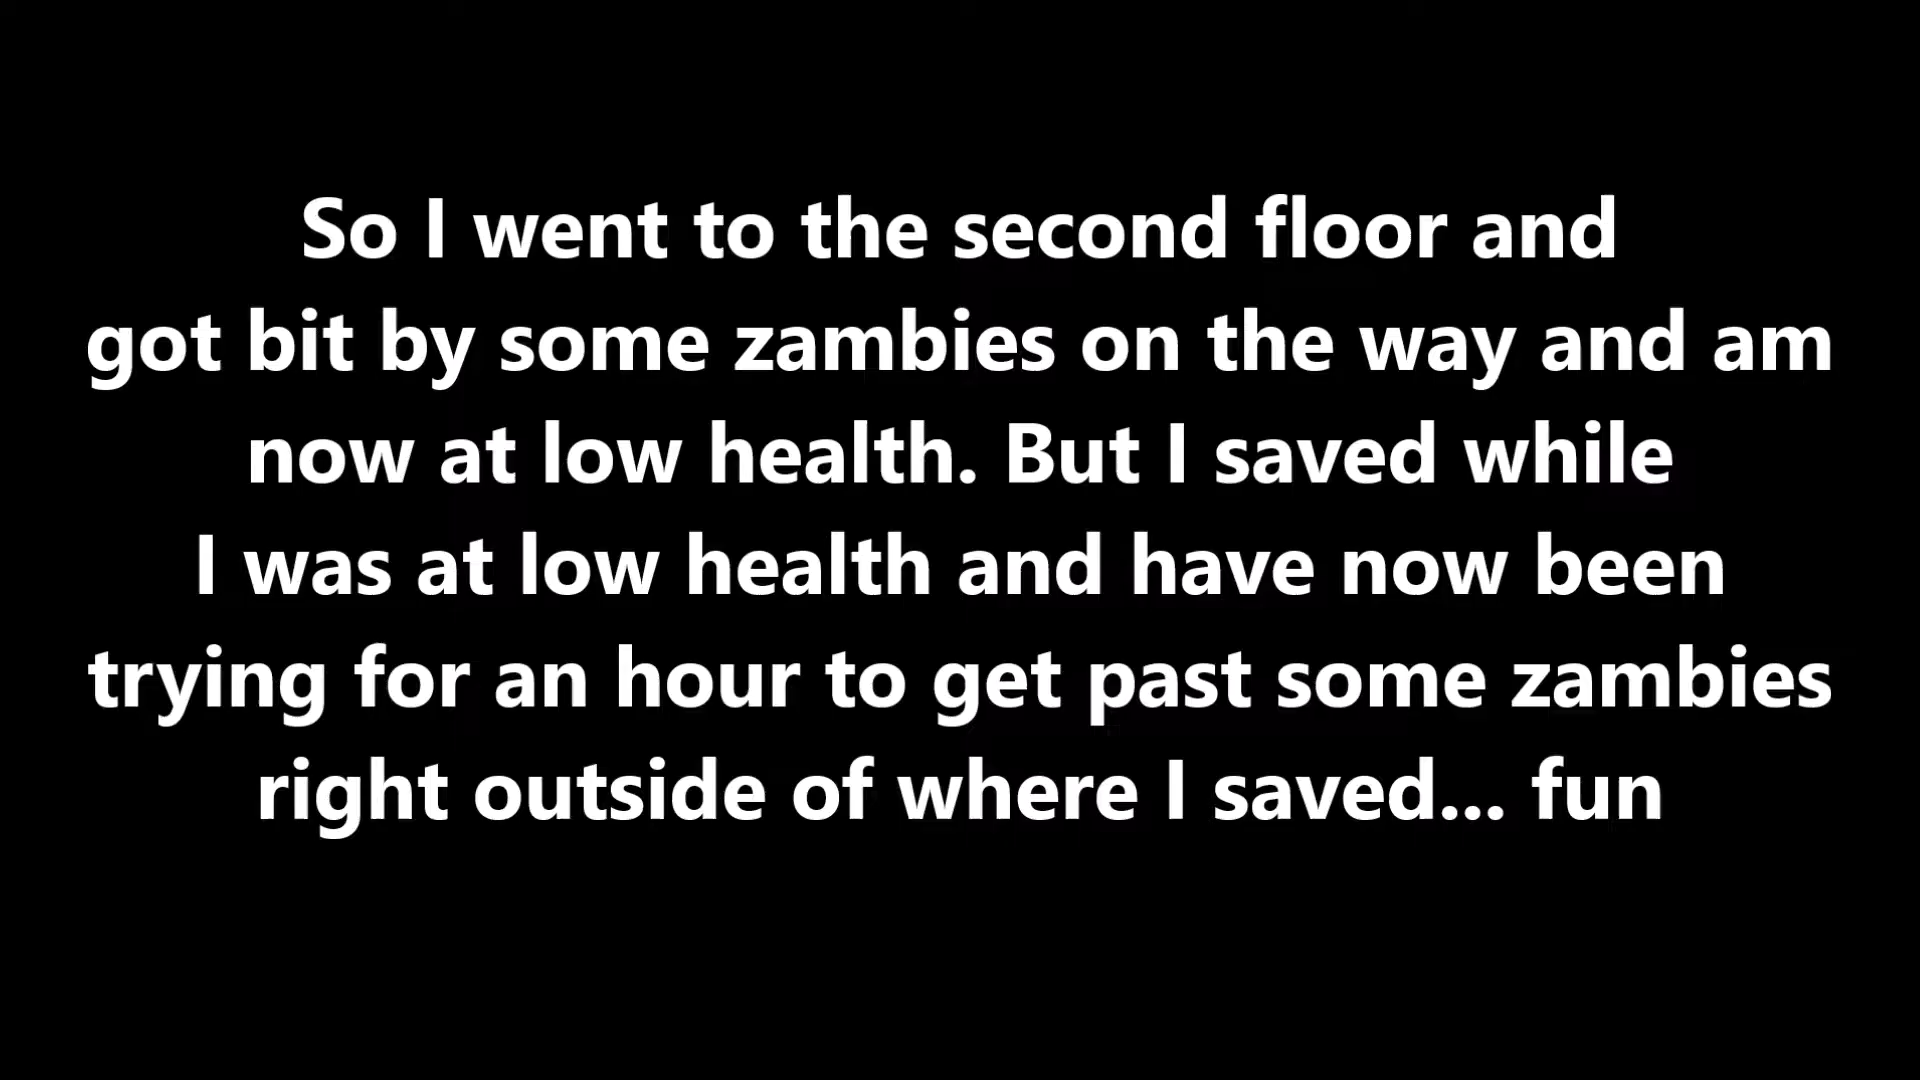 So I went to the second floor and
got bit by some zambies on the way and am
now at low health. But I saved while
I was at low health and have now been
trying for an hour to get past some zambies
right outside of where I saved... fun